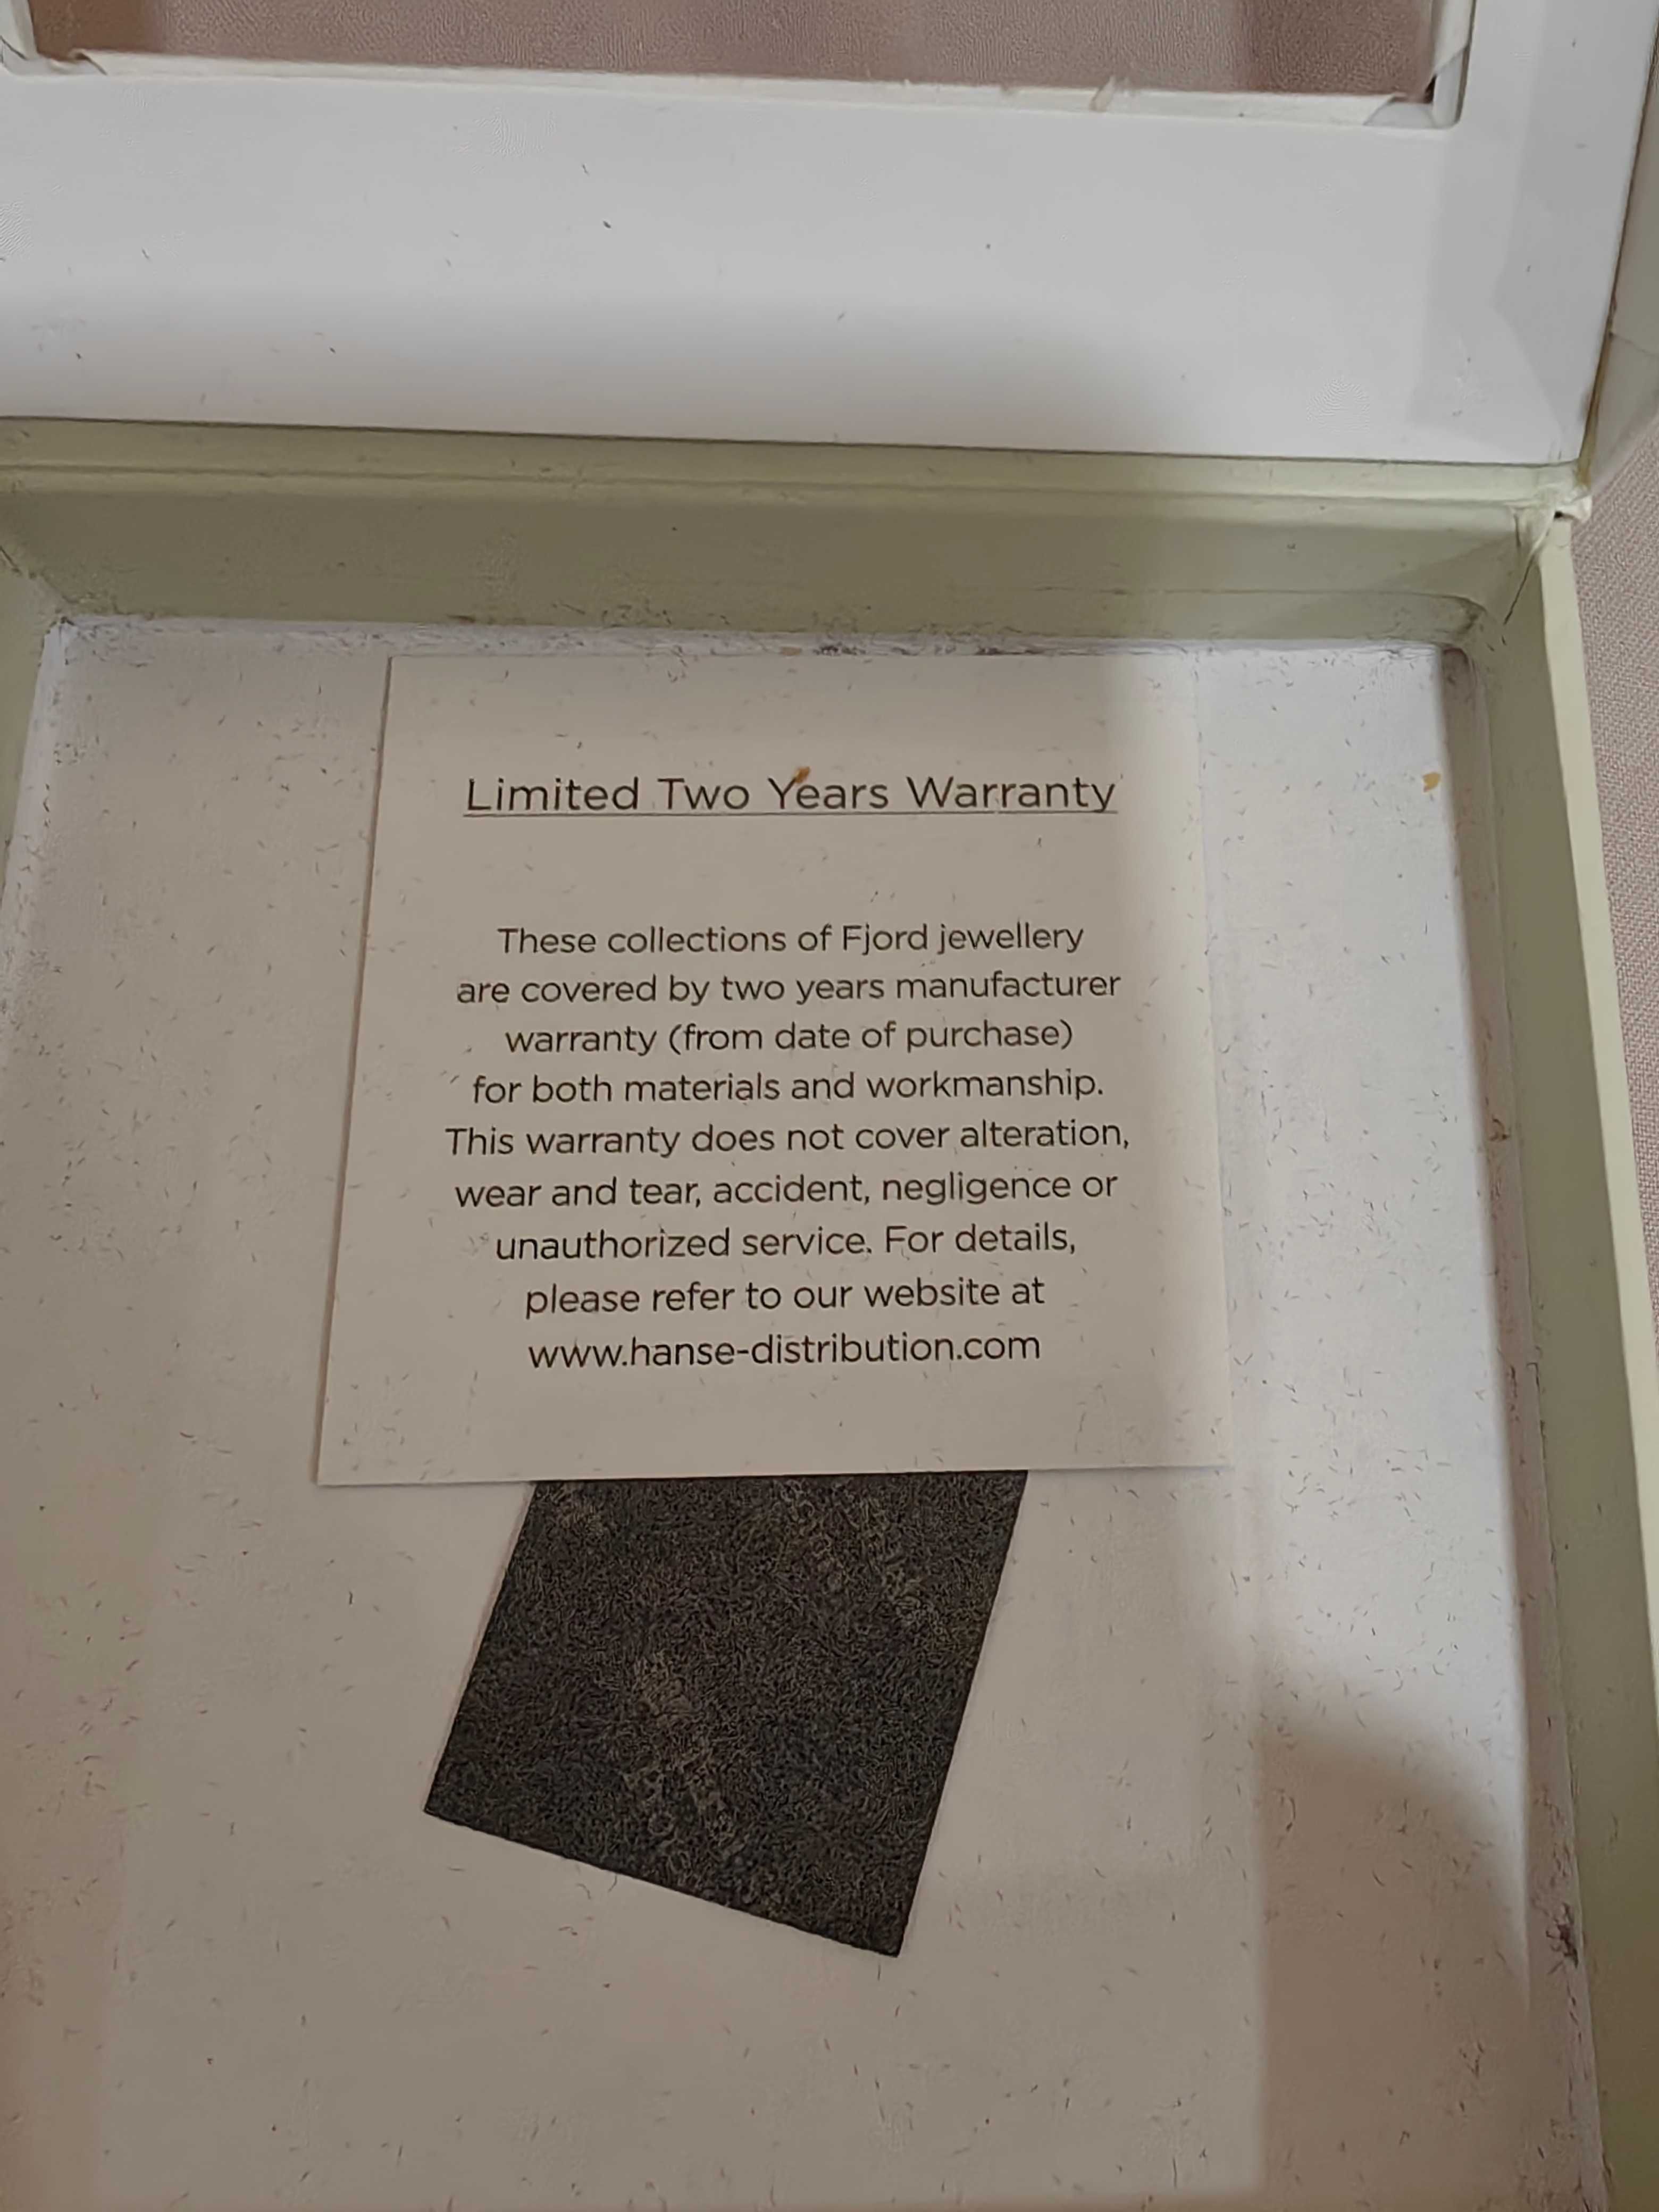 Limited Two Years Warranty
These collections of Fjord jewellery
are covered by two years manufacturer
warranty (from date of purchase)
for both materials and workmanship.
This warranty does not cover alteration,
wear and tear, accident, negligence or
unauthorized service. For details,
please refer to our website at
www.hanse-distribution.com